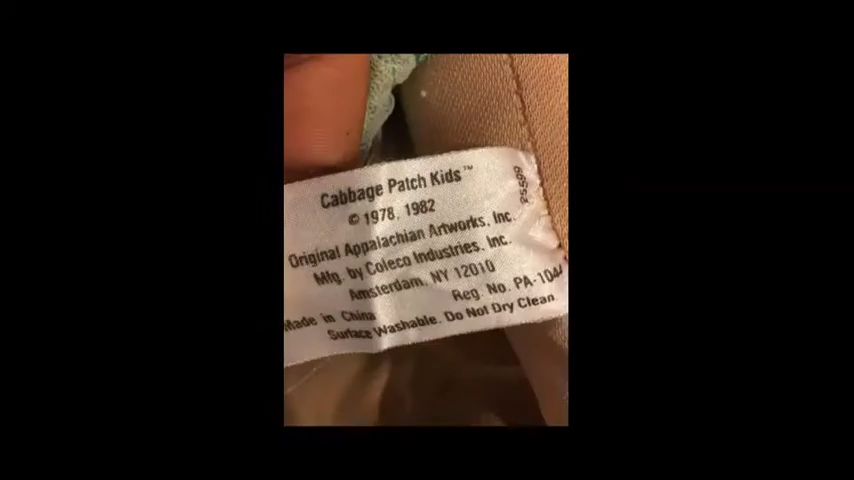 Cabbage Patch Kids™
© 1978, 1982
Original Appalachian Artworks, Inc.
Mfg. by Coleco Industries, Inc.
Amsterdam, NY 12010
Reg. No. PA-104
Made in China
Surface Washable. Do Not Dry Clean.